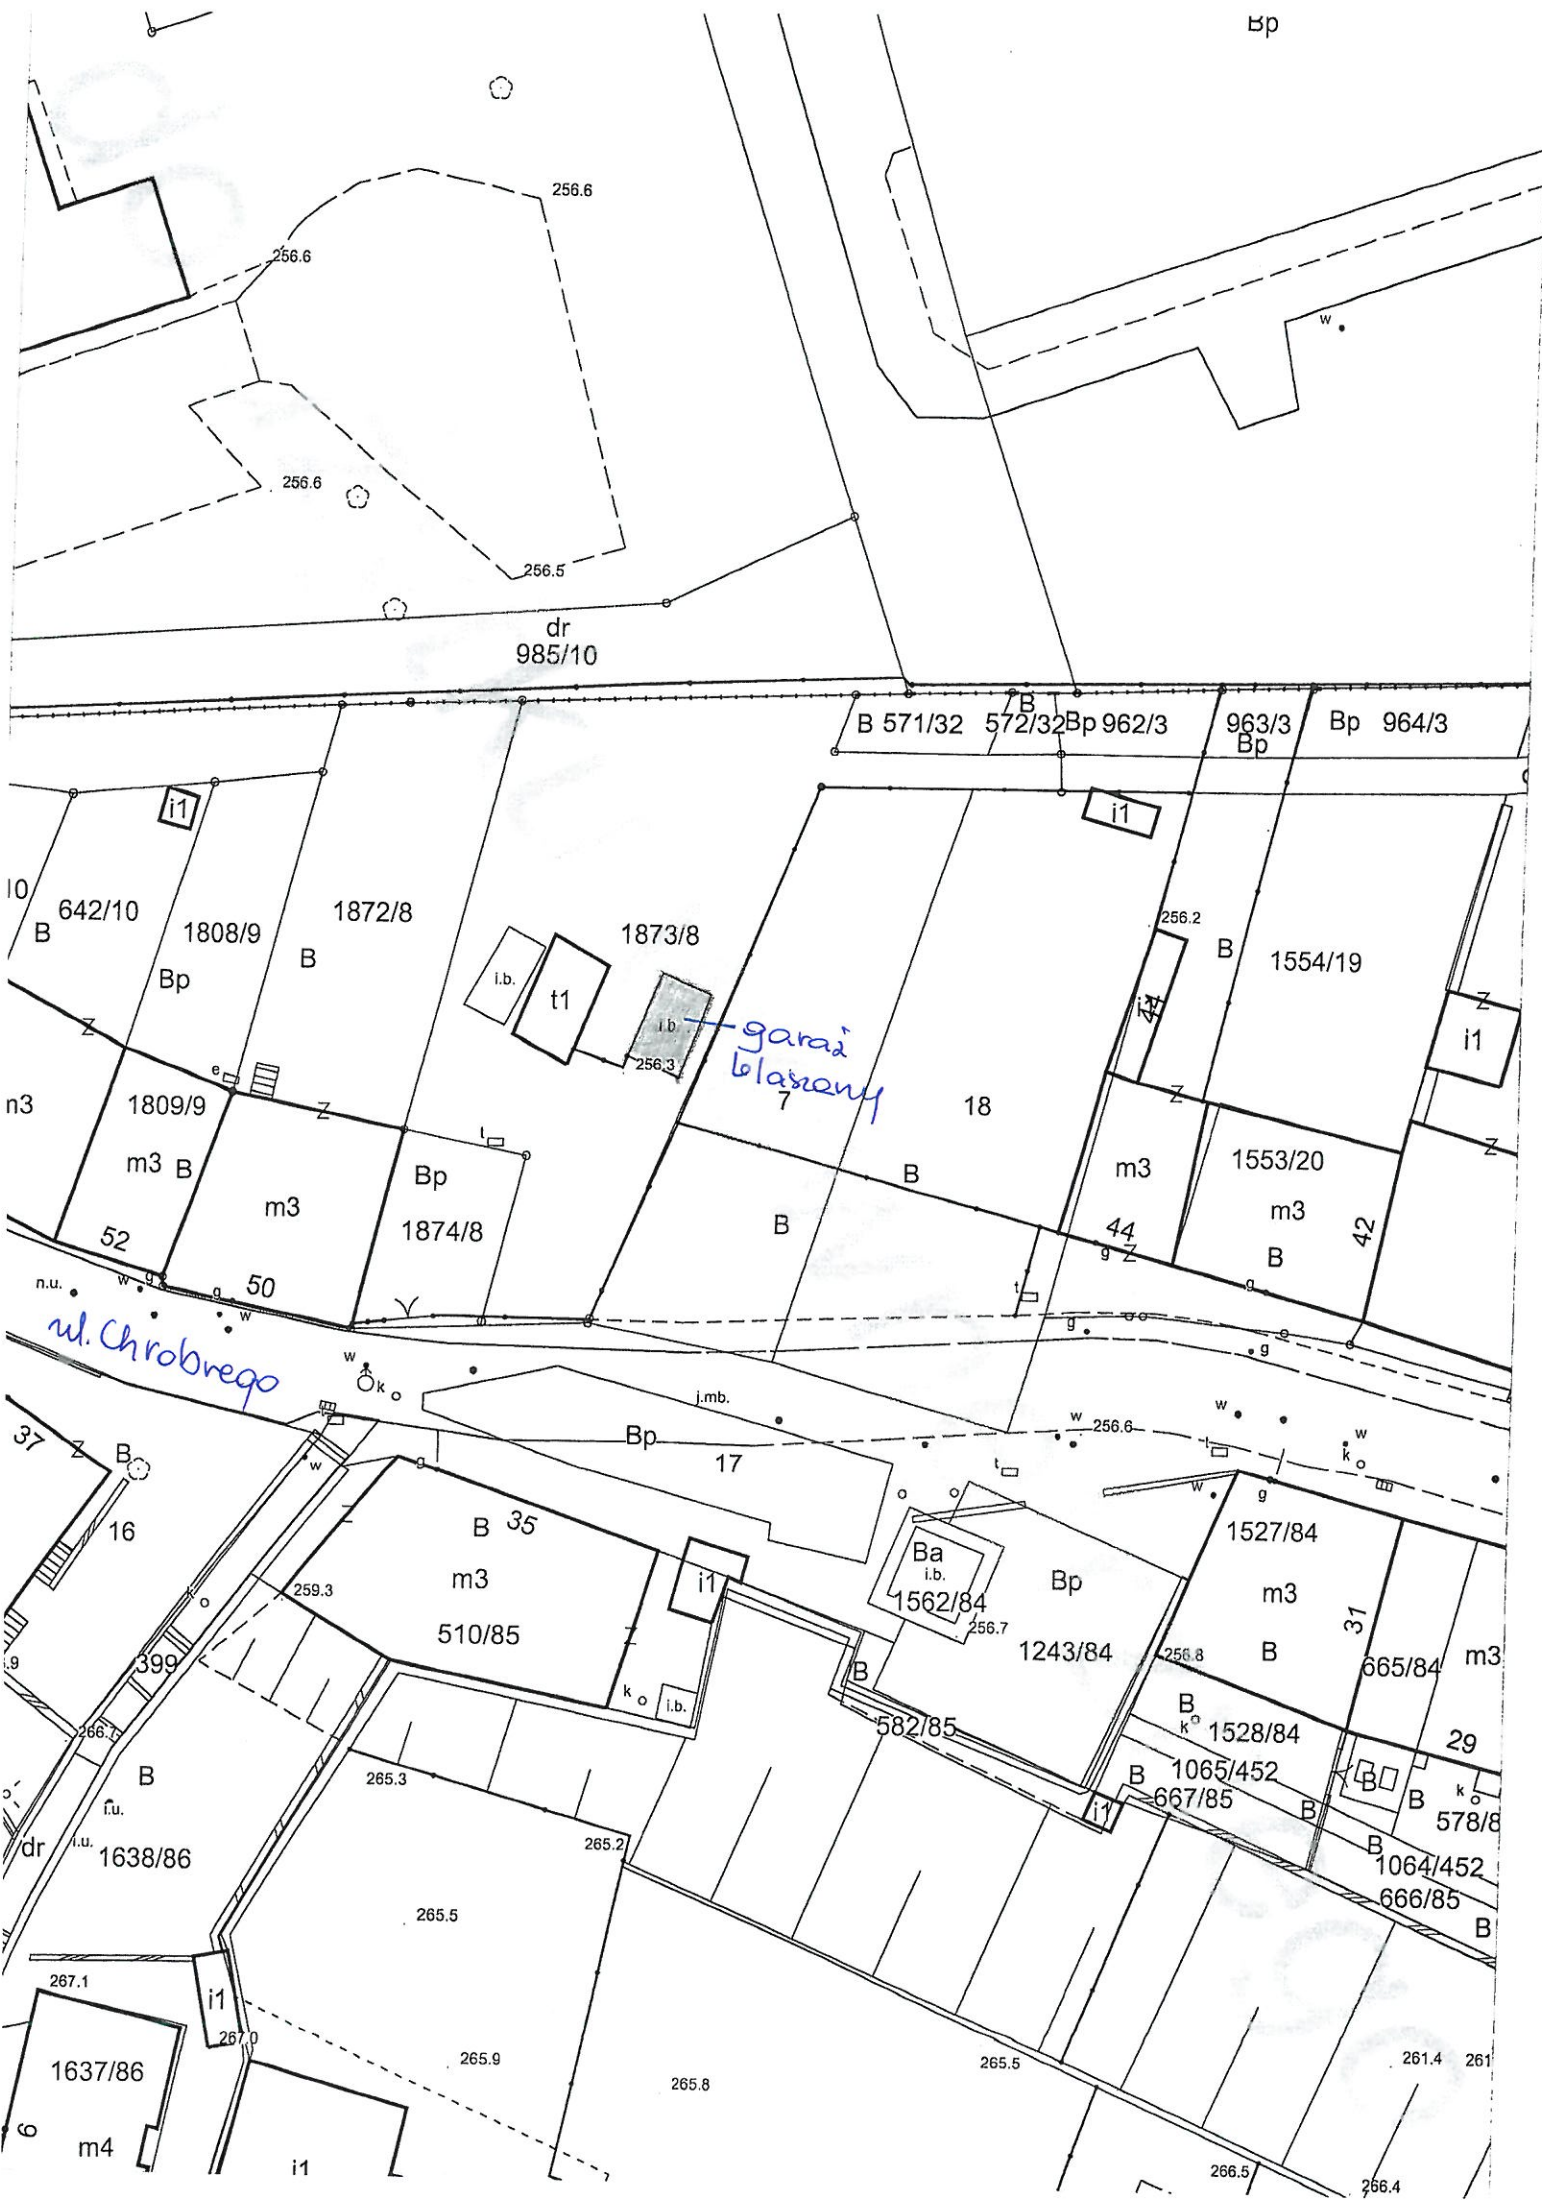 Bp
256.6
256.6
w
256.6
256.5
dr
985/10
B 571/32 572/32 B Bp 962/3 963/3 Bp Bp 964/3
i1
i1
10
B
642/10
1808/9
1872/8
B
Bp
1873/8
i.b.
t1
i.b.
256.3
garaż
blaszany
7
18
256.2
B
1554/19
Z
i1
Z
e
n3
1809/9
m3 B
Z
m3
t
Bp
1874/8
B
B
m3
Z
1553/20
m3
B
42
Z
44
g Z
g
52
n.u.
w
g
50
g
w
t
g
g
ul. Chrobrego
w
k
j.mb.
Bp
17
w
256.6
w
w
k
t
t
37
Z
B
16
w
g
B 35
m3
510/85
259.3
Z
i1
k
i.b.
Ba
i.b.
1562/84
256.7
Bp
1243/84
w
g
1527/84
m3
B
31
256.8
665/84
m3
.9
399
266.7
B
582/85
B
k
1528/84
29
1065/452
B
667/85
i1
B
B
B
k
578/8
B
1064/452
666/85
B
B
i.u.
i.u.
dr
1638/86
265.3
265.2
265.5
267.1
i1
267.0
1637/86
m4
6
i1
265.9
265.8
265.5
261.4
261
266.5
266.4